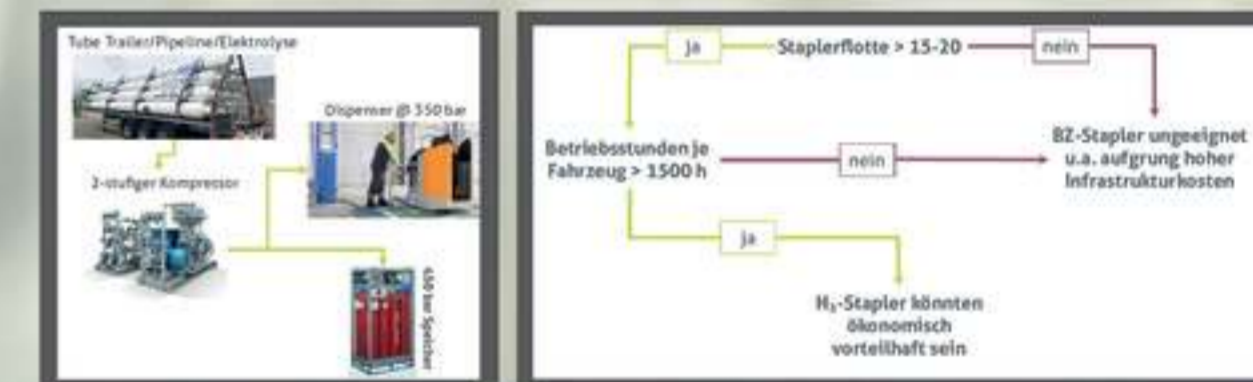 Tube Trailer/Pipeline/Elektrolyse
Dispenser @ 350 bar
2-stufiger Kompressor
450 bar Speicher
ja
Staplerflotte > 15-20
nein
Betriebsstunden je
Fahrzeug > 1500 h
nein
BZ-Stapler ungeeignet
u.a. aufgrung hoher
Infrastrukturkosten
ja
H₂-Stapler könnten
ökonomisch
vorteilhaft sein